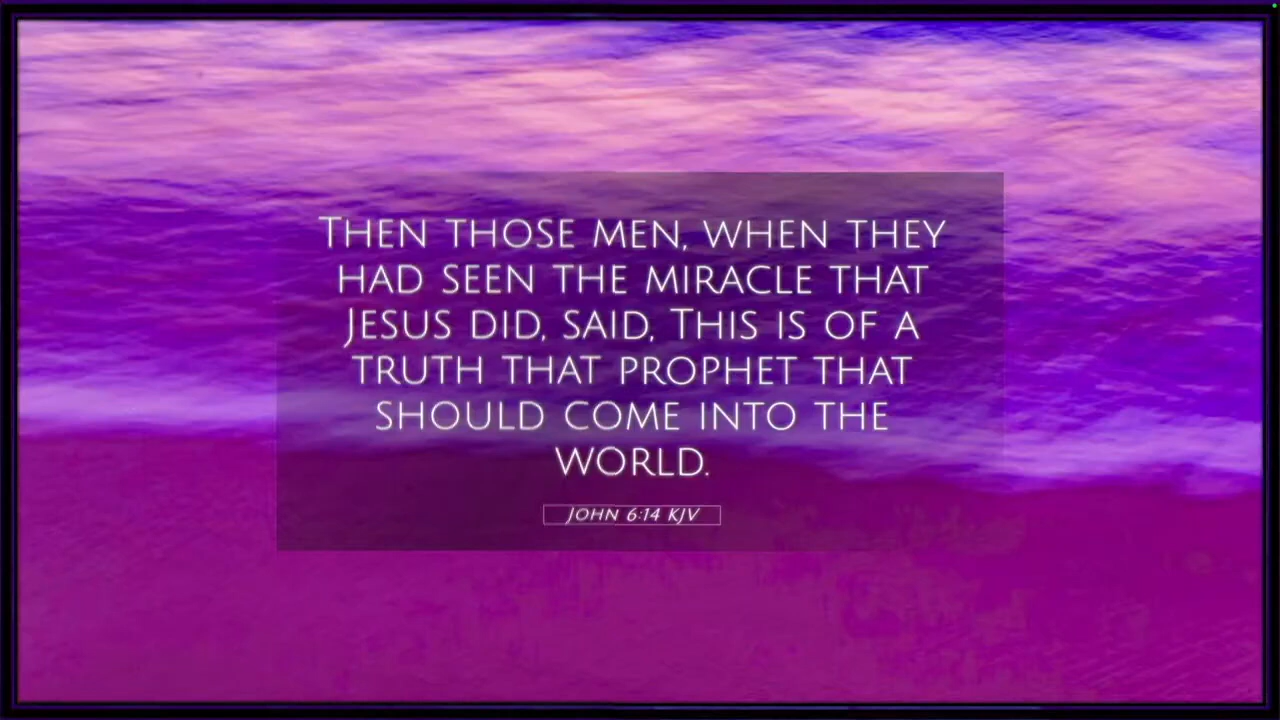 Then those men, when they
had seen the miracle that
Jesus did, said, This is of a
truth that prophet that
should come into the
world.
John 6:14 KJV